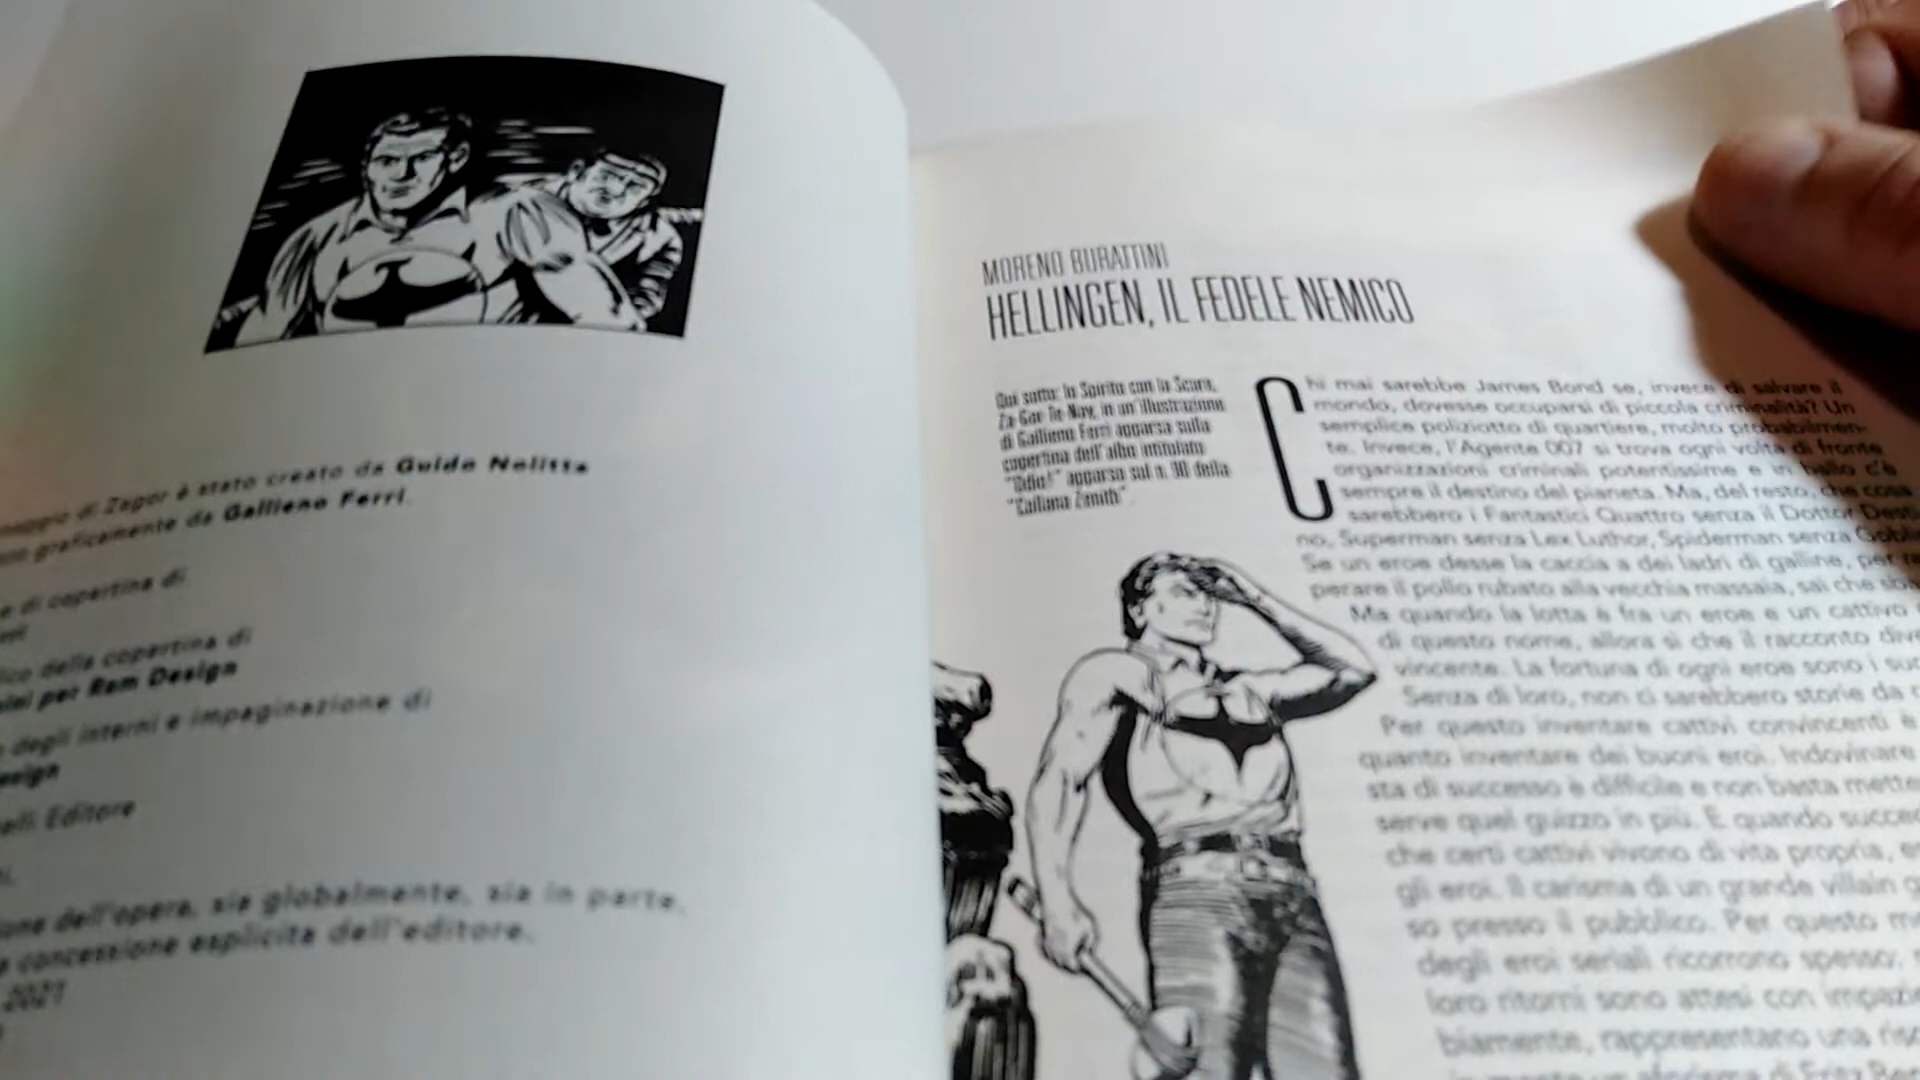 di Zagor è stato creato da Guido Nolitta
graficamente da Gallieno Ferri.
e di copertina di
della copertina di
per Ram Design
degli interni e impaginazione di
Editore
dell'opera, sia globalmente, sia in parte,
concessione esplicita dell'editore.
2021
MORENO BURATTINI
HELLINGEN, IL FEDELE NEMICO
Qui sotto: lo Spirito con la Scure,
Za-Gor-Te-Nay, in un'illustrazione
di Gallieno Ferri apparsa sulla
copertina dell'albo intitolato
"Odio!" apparso sul n. 90 della
"Collana Zenith".
Chi mai sarebbe James Bond se, invece di salvare il
mondo, dovesse occuparsi di piccola criminalità? Un
semplice poliziotto di quartiere, molto probabilmen-
te. Invece, l'Agente 007 si trova ogni volta di fronte
organizzazioni criminali potentissime e in ballo c'è
sempre il destino del pianeta. Ma, del resto, che cosa
sarebbero i Fantastici Quattro senza il Dottor Desti
no, Superman senza Lex Luthor, Spiderman senza Gobli
Se un eroe desse la caccia a dei ladri di galline, per
perare il pollo rubato alla vecchia massaia, sai che
Ma quando la lotta è fra un eroe e un cattivo
di questo nome, allora sì che il racconto
vincente. La fortuna di ogni eroe sono i
Senza di loro, non ci sarebbero storie da
Per questo inventare cattivi convincenti è
quanto inventare dei buoni eroi. Indovinare
sta di successo è difficile e non basta
serve quel guizzo in più. E quando
che certi cattivi vivono di vita propria,
gli eroi. Il carisma di un grande villain
so presso il pubblico. Per questo
degli eroi seriali ricorrono spesso:
loro ritorni sono attesi con
biamente, rappresentano una